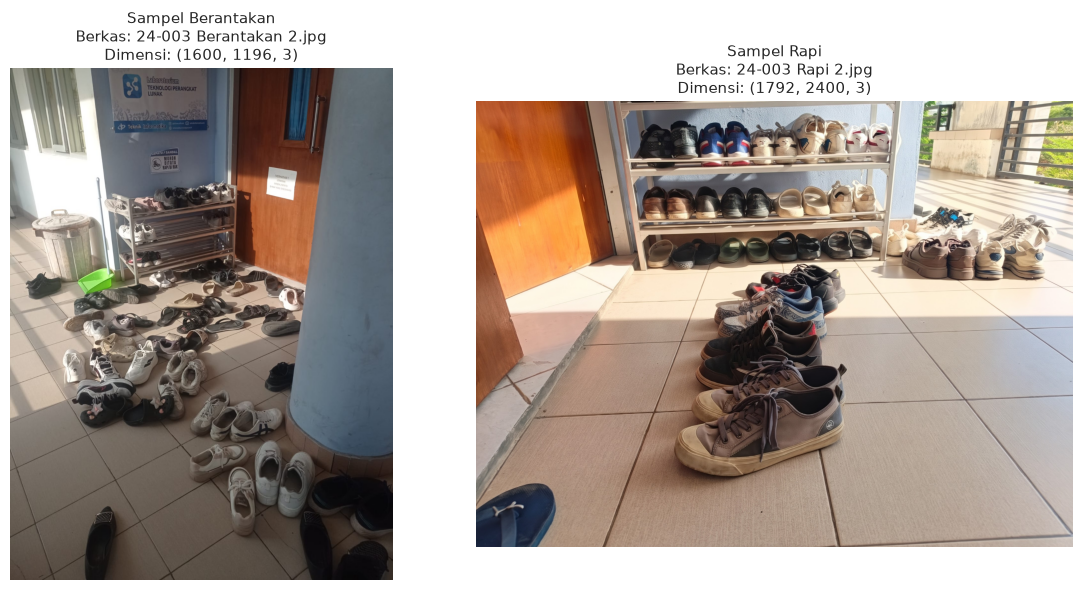 Sampel Berantakan
Berkas: 24-003 Berantakan 2.jpg
Dimensi: (1600, 1196, 3)
TEKNOLOGI PERANGKAT
LUNAK
Sampel Rapi
Berkas: 24-003 Rapi 2.jpg
Dimensi: (1792, 2400, 3)